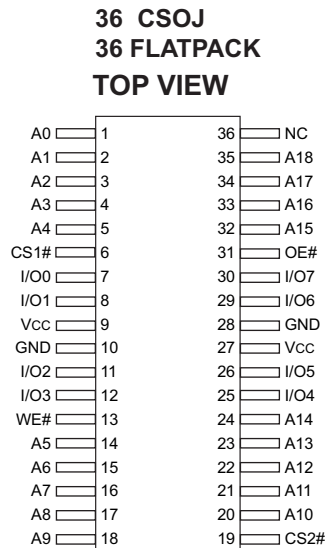 36 CSOJ
36 FLATPACK
TOP VIEW
A0 1 36 NC
A1 2 35 A18
A2 3 34 A17
A3 4 33 A16
A4 5 32 A15
CS1# 6 31 OE#
I/O0 7 30 I/O7
I/O1 8 29 I/O6
VCC 9 28 GND
GND 10 27 VCC
I/O2 11 26 I/O5
I/O3 12 25 I/O4
WE# 13 24 A14
A5 14 23 A13
A6 15 22 A12
A7 16 21 A11
A8 17 20 A10
A9 18 19 CS2#